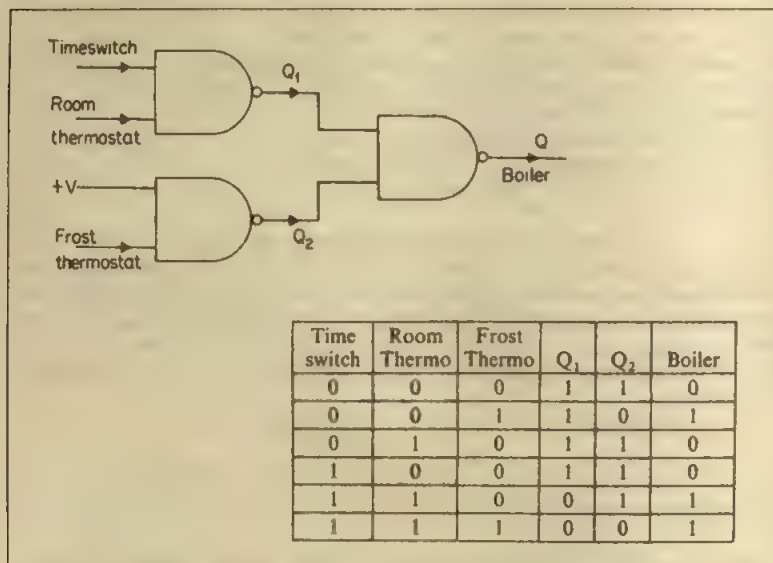 Timeswitch
Q1
Room
thermostat
+V
Q
Boiler
Frost
thermostat
Q2
Time switch Room Thermo Frost Thermo Q1 Q2 Boiler
0 0 0 1 1 0
0 0 1 1 0 1
0 1 0 1 1 0
1 0 0 1 1 0
1 1 0 0 1 1
1 1 1 0 0 1